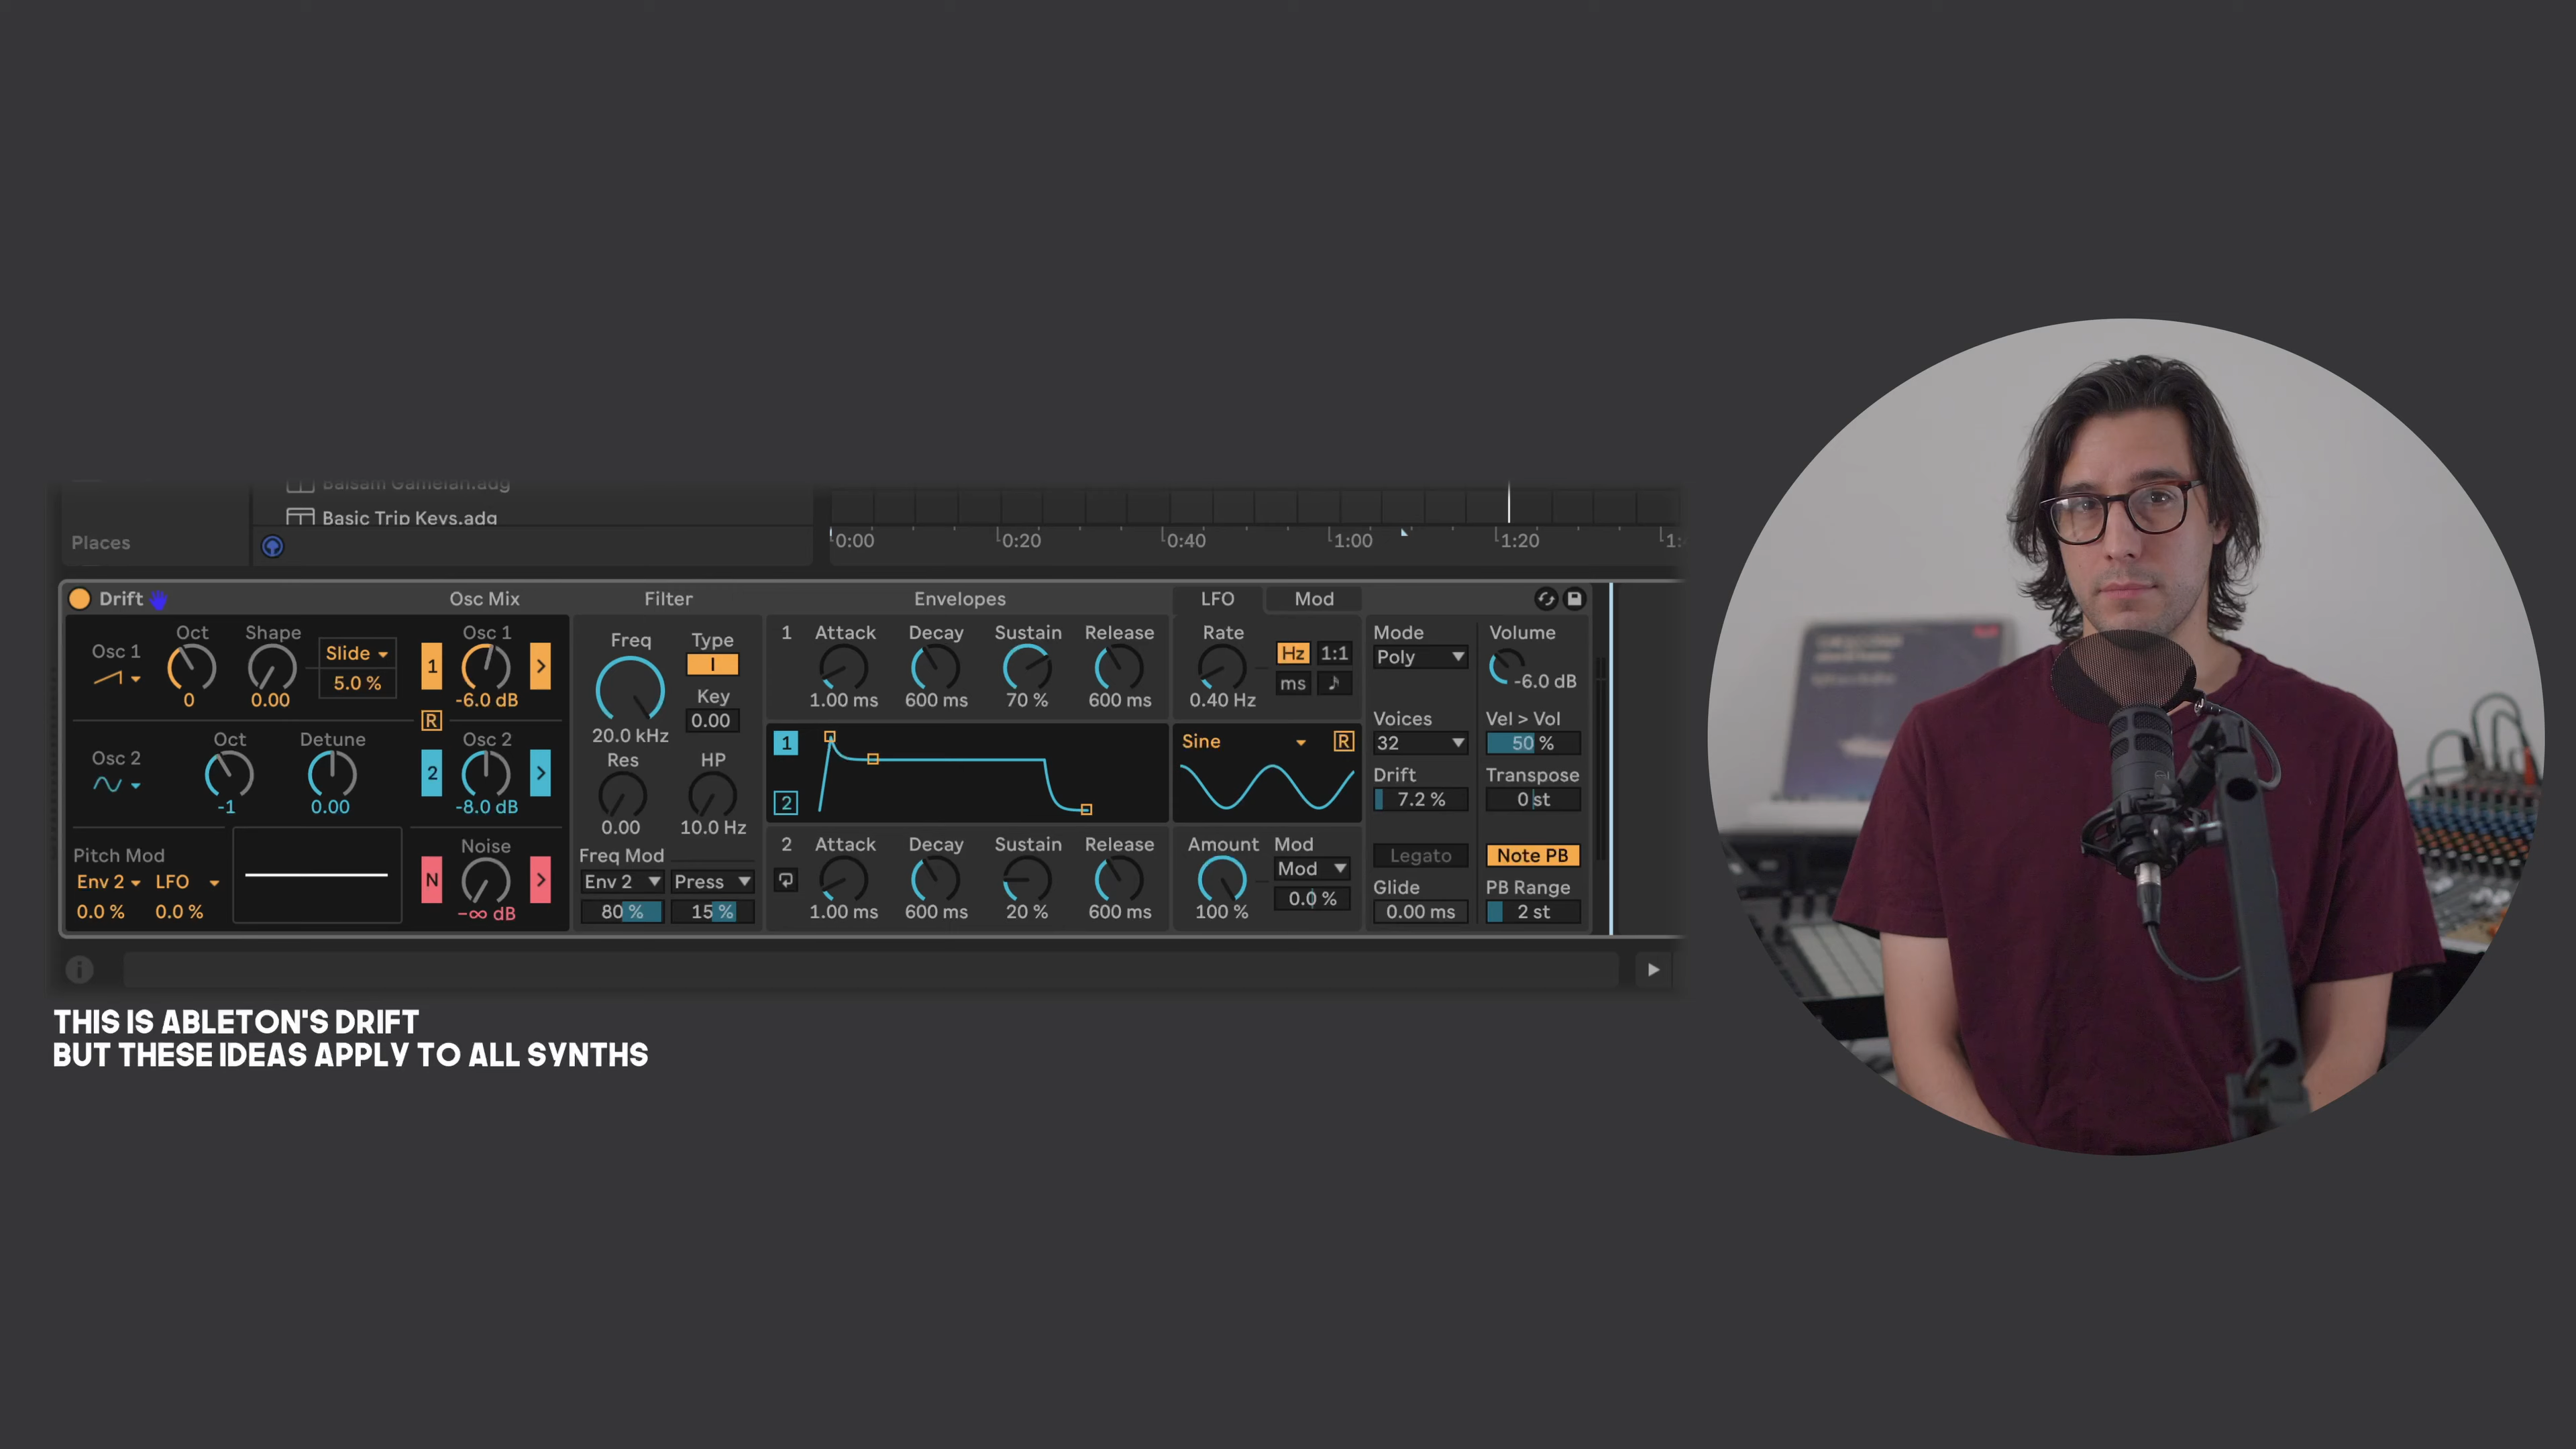 Balsam Gamelan.adg
Basic Trip Keys.adg
Places
0:00 0:20 0:40 1:00 1:20
Drift Osc Mix Filter Envelopes LFO Mod
Osc 1 Oct Shape Slide 1 Osc 1
0 0.00 5.0 % -6.0 dB
R
Osc 2 Oct Detune 2 Osc 2
-1 0.00 -8.0 dB
Pitch Mod N Noise
Env 2 LFO
0.0 % 0.0 % -∞ dB
Freq Type
I
Key
20.0 kHz 0.00
Res HP
0.00 10.0 Hz
Freq Mod
Env 2 Press
80 % 15 %
1 Attack Decay Sustain Release
1.00 ms 600 ms 70 % 600 ms
1
2
2 Attack Decay Sustain Release
1.00 ms 600 ms 20 % 600 ms
Rate Hz 1:1
0.40 Hz ms
Sine R
Amount Mod
Mod
100 % 0.0 %
Mode Volume
Poly -6.0 dB
Voices Vel > Vol
32 50 %
Drift Transpose
7.2 % 0 st
Legato Note PB
Glide PB Range
0.00 ms 2 st
THIS IS ABLETON'S DRIFT
BUT THESE IDEAS APPLY TO ALL SYNTHS